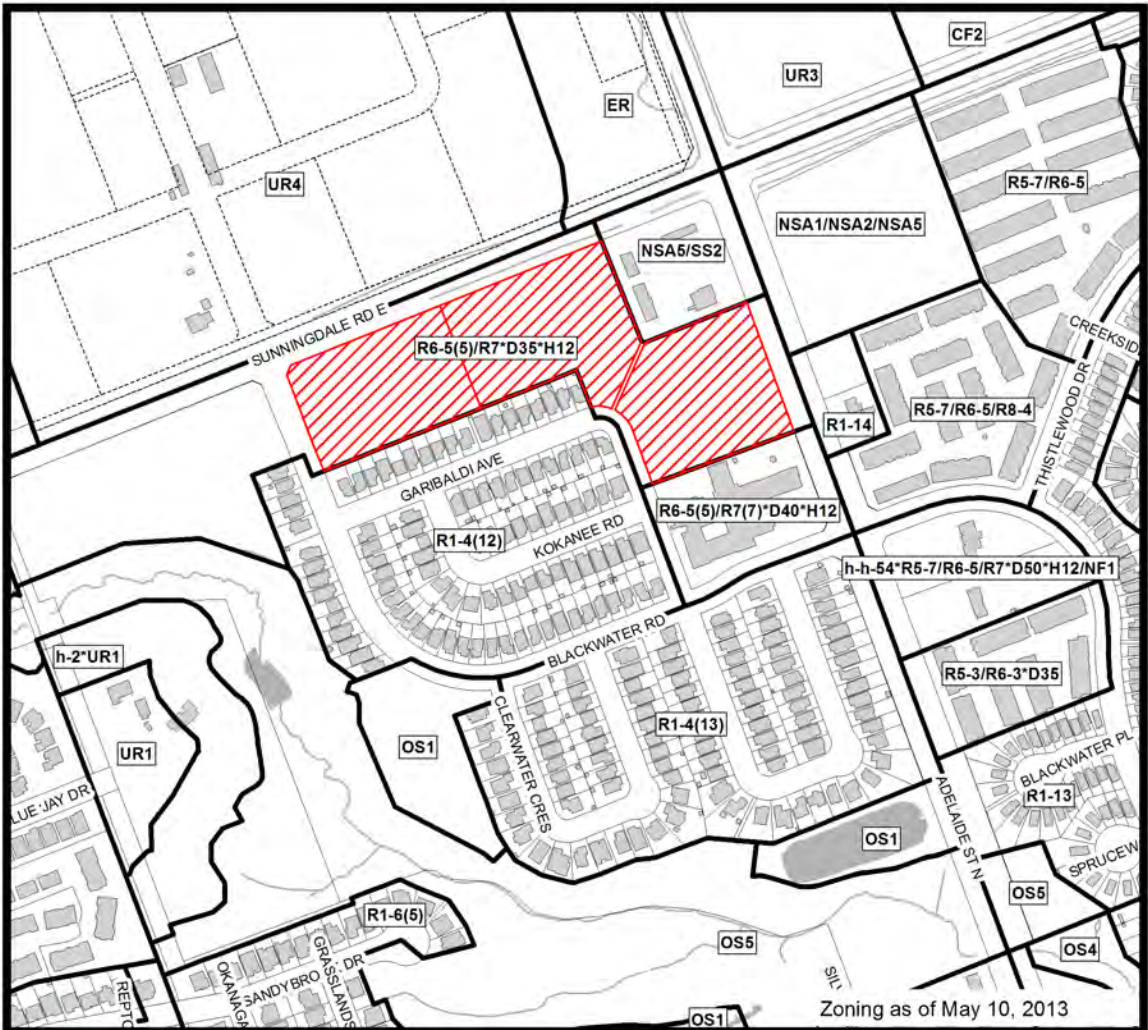 CF2
UR3
ER
UR4
R5-7/R6-5
NSA1/NSA2/NSA5
NSA5/SS2
SUNNINGDALE RD E
R6-5(5)/R7*D35*H12
CREEKSID
THISTLEWOOD DR
R1-14
R5-7/R6-5/R8-4
GARIBALDI AVE
R6-5(5)/R7(7)*D40*H12
KOKANEE RD
R1-4(12)
h-h-54*R5-7/R6-5/R7*D50*H12/NF1
BLACKWATER RD
h-2*UR1
R5-3/R6-3*D35
CLEARWATER CRES
R1-4(13)
UR1
OS1
BLACKWATER PL
R1-13
LUE JAY DR
ADELAIDE ST N
OS1
SPRUCEW
OS5
R1-6(5)
OS5
OS4
GRASSLANDS
SANDYBRO DR
OKANAGA
REPTO
SIL
OS1
Zoning as of May 10, 2013